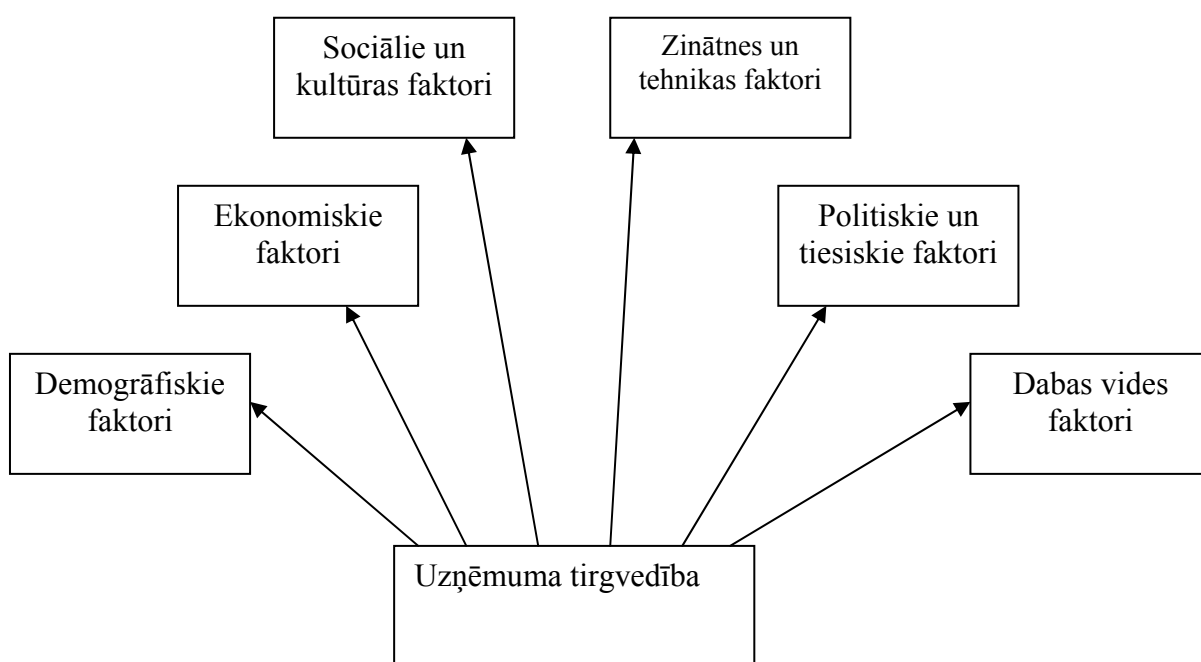 Sociālie un
kultūras faktori
Zinātnes un
tehnikas faktori
Ekonomiskie
faktori
Politiskie un
tiesiskie faktori
Demogrāfiskie
faktori
Dabas vides
faktori
Uzņēmuma tirgvedība